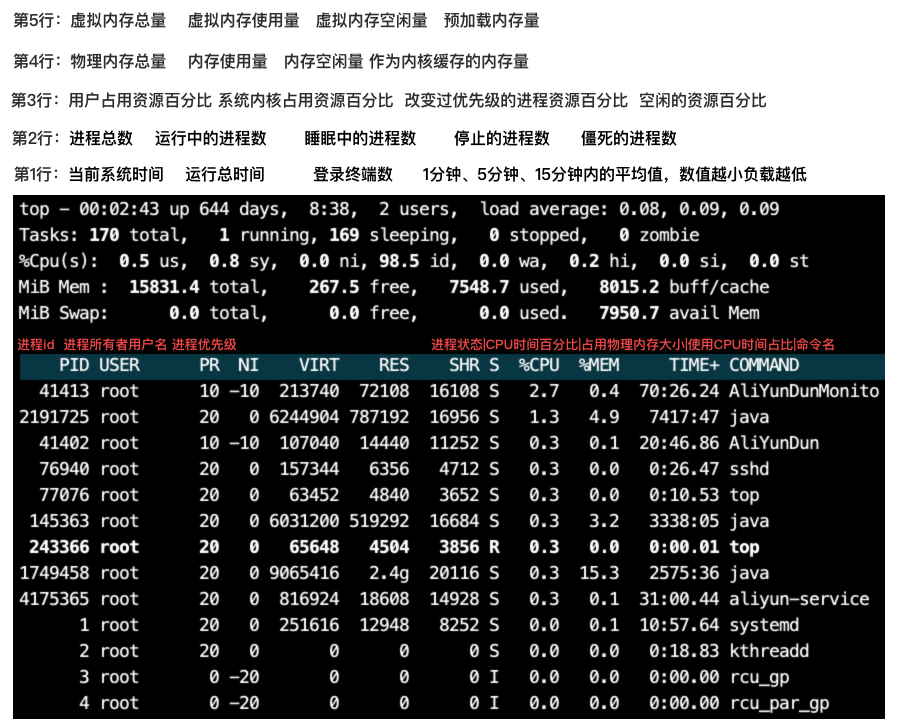 第5行：虚拟内存总量 虚拟内存使用量 虚拟内存空闲量 预加载内存量
第4行：物理内存总量 内存使用量 内存空闲量 作为内核缓存的内存量
第3行：用户占用资源百分比 系统内核占用资源百分比 改变过优先级的进程资源百分比 空闲的资源百分比
第2行：进程总数 运行中的进程数 睡眠中的进程数 停止的进程数 僵死的进程数
第1行：当前系统时间 运行总时间 登录终端数 1分钟、5分钟、15分钟内的平均值，数值越小负载越低
top - 00:02:43 up 644 days, 8:38, 2 users, load average: 0.08, 0.09, 0.09
Tasks: 170 total, 1 running, 169 sleeping, 0 stopped, 0 zombie
%Cpu(s): 0.5 us, 0.8 sy, 0.0 ni, 98.5 id, 0.0 wa, 0.2 hi, 0.0 si, 0.0 st
MiB Mem : 15831.4 total, 267.5 free, 7548.7 used, 8015.2 buff/cache
MiB Swap: 0.0 total, 0.0 free, 0.0 used. 7950.7 avail Mem
进程id 进程所有者用户名 进程优先级 进程状态|CPU时间百分比|占用物理内存大小|使用CPU时间占比|命令名
PID USER PR NI VIRT RES SHR S %CPU %MEM TIME+ COMMAND
41413 root 10 -10 213740 72108 16108 S 2.7 0.4 70:26.24 AliYunDunMonito
2191725 root 20 0 6244904 787192 16956 S 1.3 4.9 7417:47 java
41402 root 10 -10 107040 14440 11252 S 0.3 0.1 20:46.86 AliYunDun
76940 root 20 0 157344 6356 4712 S 0.3 0.0 0:26.47 sshd
77076 root 20 0 63452 4840 3652 S 0.3 0.0 0:10.53 top
145363 root 20 0 6031200 519292 16684 S 0.3 3.2 3338:05 java
243366 root 20 0 65648 4504 3856 R 0.3 0.0 0:00.01 top
1749458 root 20 0 9065416 2.4g 20116 S 0.3 15.3 2575:36 java
4175365 root 20 0 816924 18608 14928 S 0.3 0.1 31:00.44 aliyun-service
1 root 20 0 251616 12948 8252 S 0.0 0.1 10:57.64 systemd
2 root 20 0 0 0 0 S 0.0 0.0 0:18.83 kthreadd
3 root 0 -20 0 0 0 I 0.0 0.0 0:00.00 rcu_gp
4 root 0 -20 0 0 0 I 0.0 0.0 0:00.00 rcu_par_gp